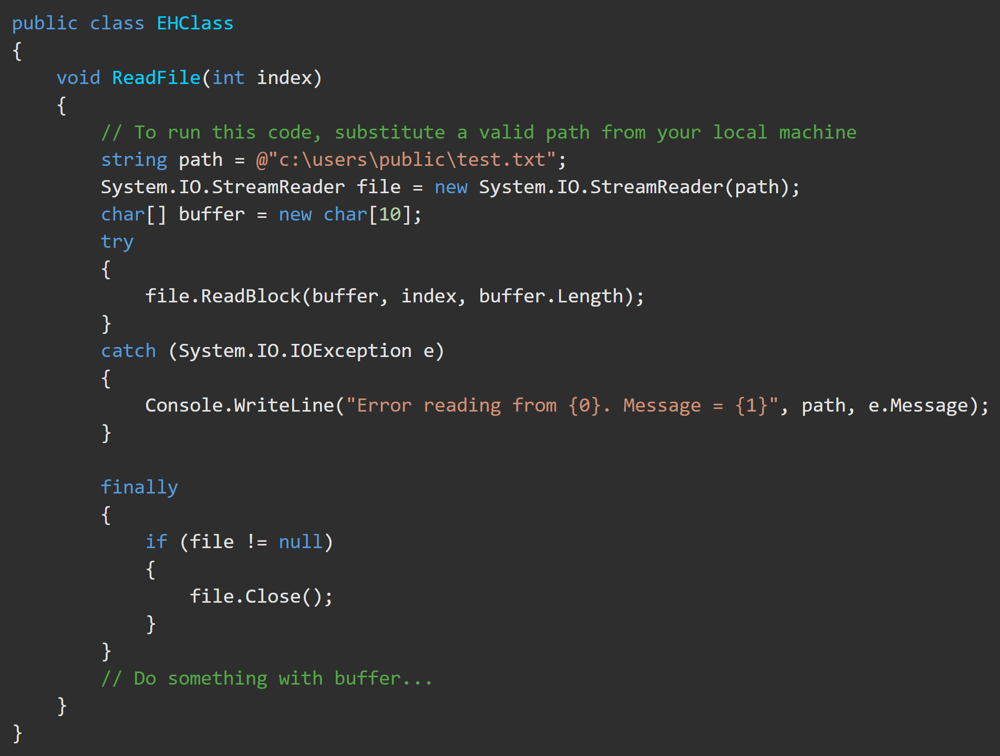 public class EHClass
{
    void ReadFile(int index)
    {
        // To run this code, substitute a valid path from your local machine
        string path = @"c:\users\public\test.txt";
        System.IO.StreamReader file = new System.IO.StreamReader(path);
        char[] buffer = new char[10];
        try
        {
            file.ReadBlock(buffer, index, buffer.Length);
        }
        catch (System.IO.IOException e)
        {
            Console.WriteLine("Error reading from {0}. Message = {1}", path, e.Message);
        }

        finally
        {
            if (file != null)
            {
                file.Close();
            }
        }
        // Do something with buffer...
    }
}